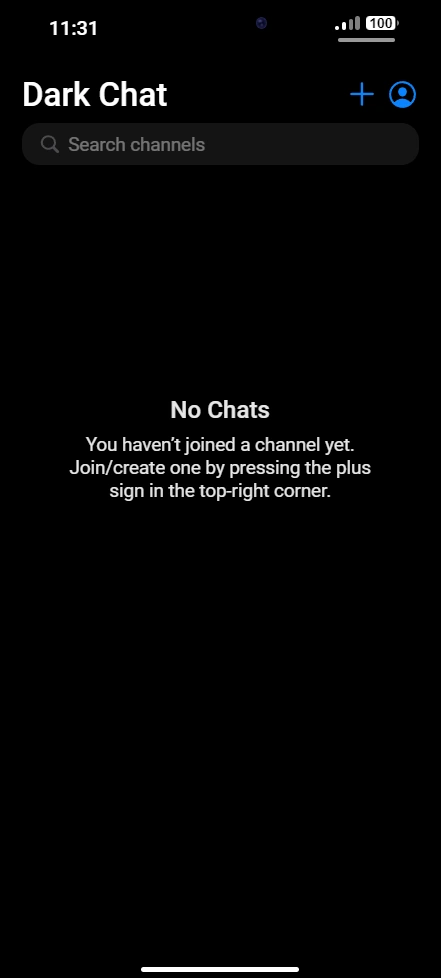 11:31
100
Dark Chat
Search channels
No Chats
You haven't joined a channel yet.
Join/create one by pressing the plus
sign in the top-right corner.